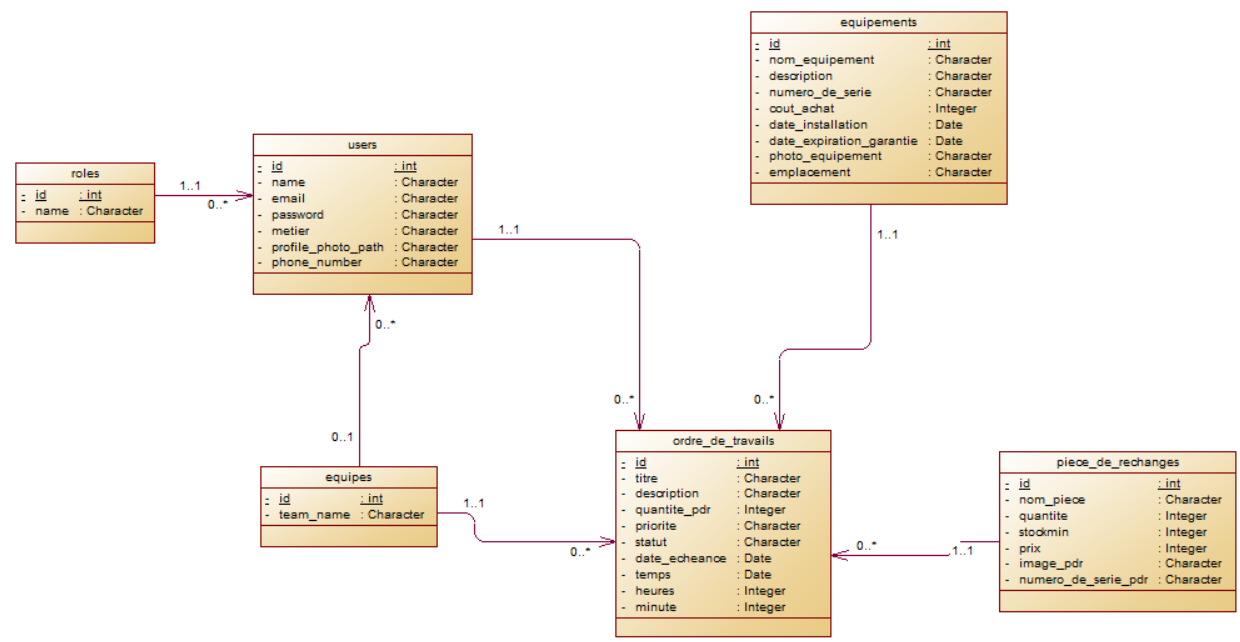 equipements
- id : int
- nom_equipement : Character
- description : Character
- numero_de_serie : Character
- cout_achat : Integer
- date_installation : Date
- date_expiration_garantie : Date
- photo_equipement : Character
- emplacement : Character
users
- id : int
- name : Character
- email : Character
- password : Character
- metier : Character
- profile_photo_path : Character
- phone_number : Character
roles
- id : int
- name : Character
1..1
0..*
1..1
1..1
0..*
0..1
0..*
0..*
equipes
- id : int
- team_name : Character
1..1
0..*
ordre_de_travails
- id : int
- titre : Character
- description : Character
- quantite_pdr : Integer
- priorite : Character
- statut : Character
- date_echeance : Date
- temps : Date
- heures : Integer
- minute : Integer
0..*
1..1
piece_de_rechanges
- id : int
- nom_piece : Character
- quantite : Integer
- stockmin : Integer
- prix : Integer
- image_pdr : Character
- numero_de_serie_pdr : Character